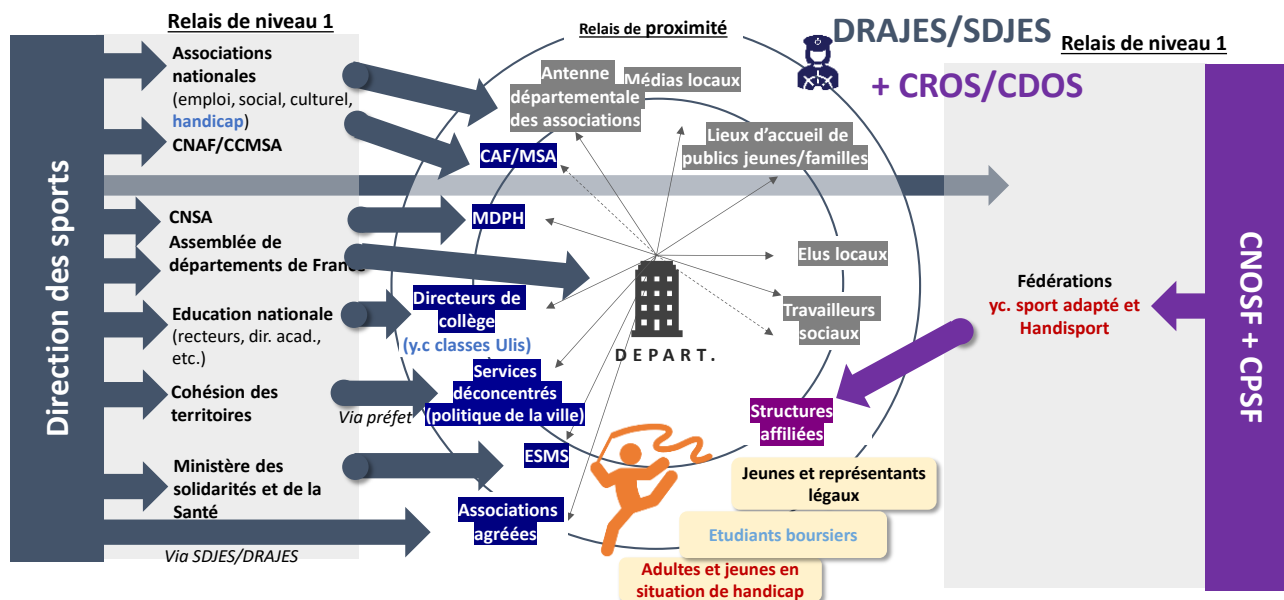 Relais de niveau 1
Direction des sports
Associations
nationales
(emploi, social, culturel,
handicap)
CNAF/CCMSA
CNSA
Assemblée de
départements de France
Education nationale
(recteurs, dir. acad.,
etc.)
Cohésion des
territoires
Via préfet
Ministère des
solidarités et de la
Santé
Via SDJES/DRAJES
Relais de proximité
Antenne
départementale
des associations
Médias locaux
Lieux d'accueil de
publics jeunes/familles
CAF/MSA
MDPH
Elus locaux
Directeurs de
collège
(y.c classes Ulis)
DEPART.
Travailleurs
sociaux
Services
déconcentrés
(politique de la ville)
ESMS
Associations
agréées
Structures
affiliées
Jeunes et représentants
légaux
Etudiants boursiers
Adultes et jeunes en
situation de handicap
DRAJES/SDJES
+ CROS/CDOS
Relais de niveau 1
Fédérations
yc. sport adapté et
Handisport
CNOSF + CPSF